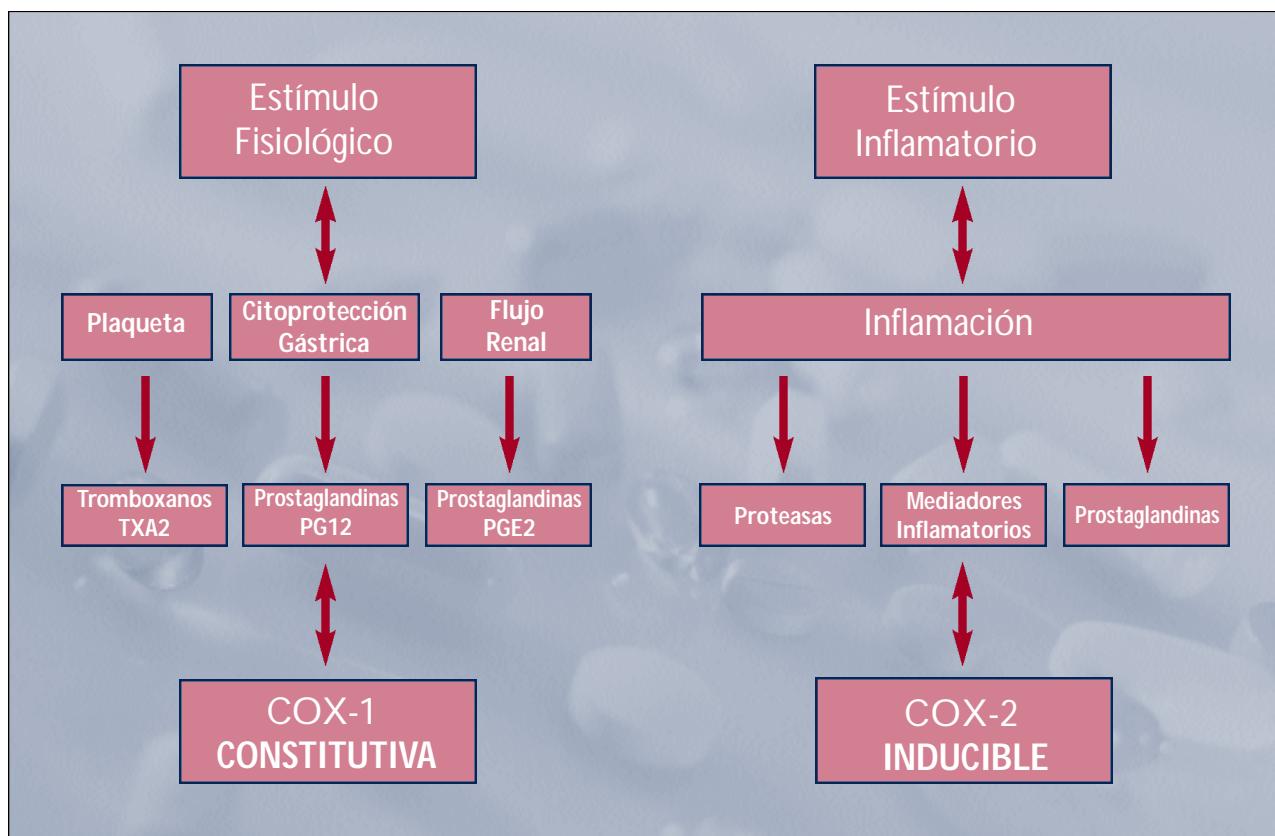 Estímulo
Fisiológico
Plaqueta
Citoprotección
Gástrica
Flujo
Renal
Tromboxanos
TXA2
Prostaglandinas
PG12
Prostaglandinas
PGE2
COX-1
CONSTITUTIVA
Estímulo
Inflamatorio
Inflamación
Proteasas
Mediadores
Inflamatorios
Prostaglandinas
COX-2
INDUCIBLE